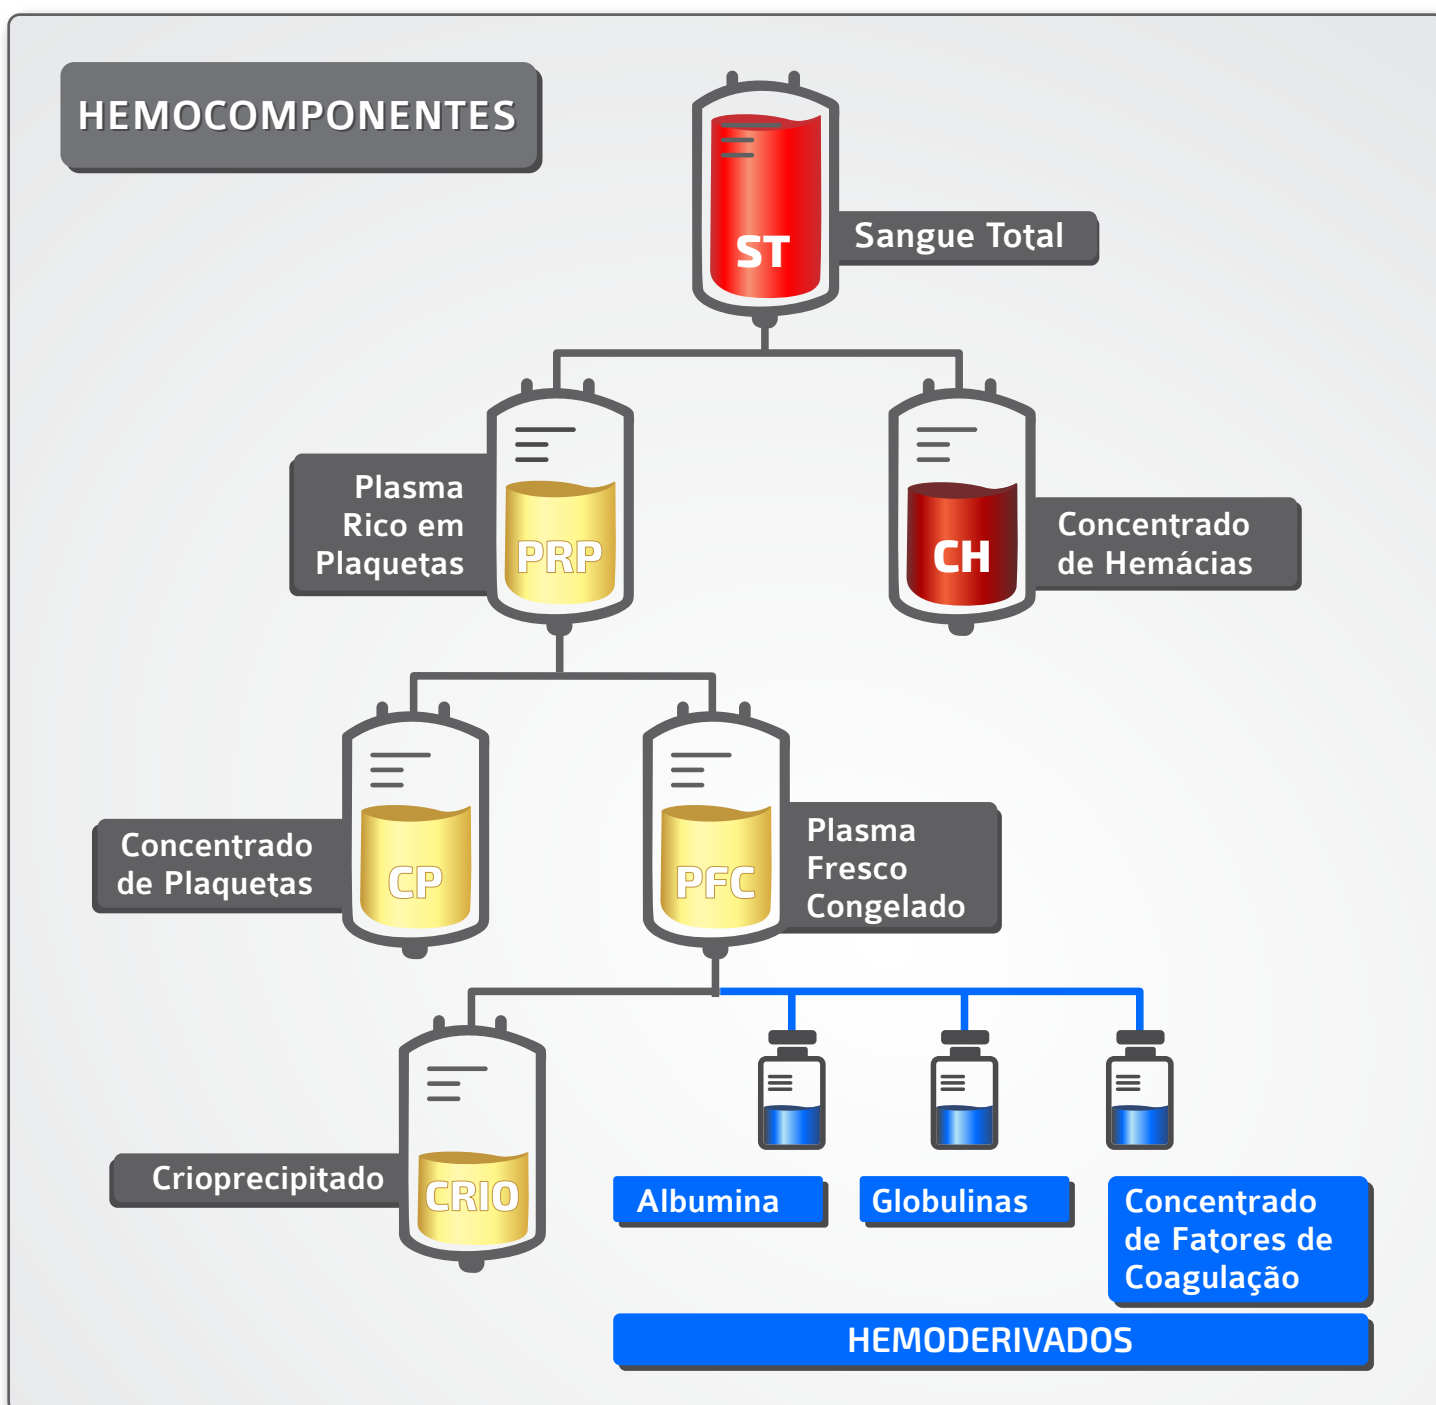 HEMOCOMPONENTES
ST
Sangue Total
Plasma
Rico em
Plaquetas
PRP
CH
Concentrado
de Hemácias
Concentrado
de Plaquetas
CP
PFC
Plasma
Fresco
Congelado
Crioprecipitado
CRIO
Albumina
Globulinas
Concentrado
de Fatores de
Coagulação
HEMODERIVADOS